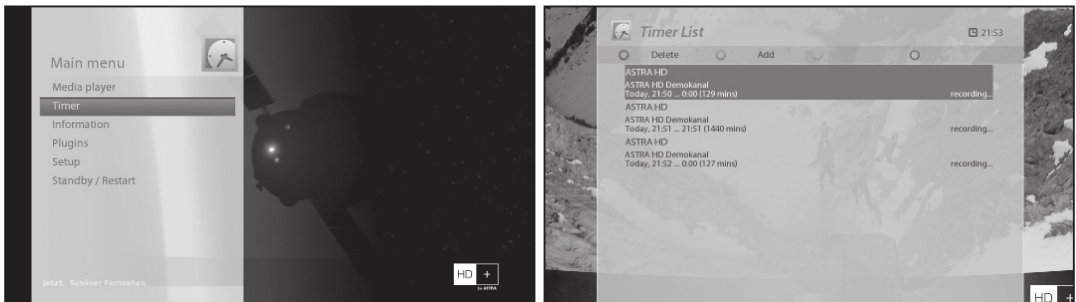 Main menu
Media player
Timer
Information
Plugins
Setup
Standby / Restart
Jetzt. Schöner Fernsehen.
HD +
by ASTRA
Timer List
21:53
Delete
Add
ASTRA HD
ASTRA HD Demokanal
Today, 21:50 ... 0:00 (129 mins) recording...
ASTRA HD
ASTRA HD Demokanal
Today, 21:51 ... 21:51 (1440 mins) recording...
ASTRA HD
ASTRA HD Demokanal
Today, 21:52 ... 0:00 (127 mins) recording...
HD +